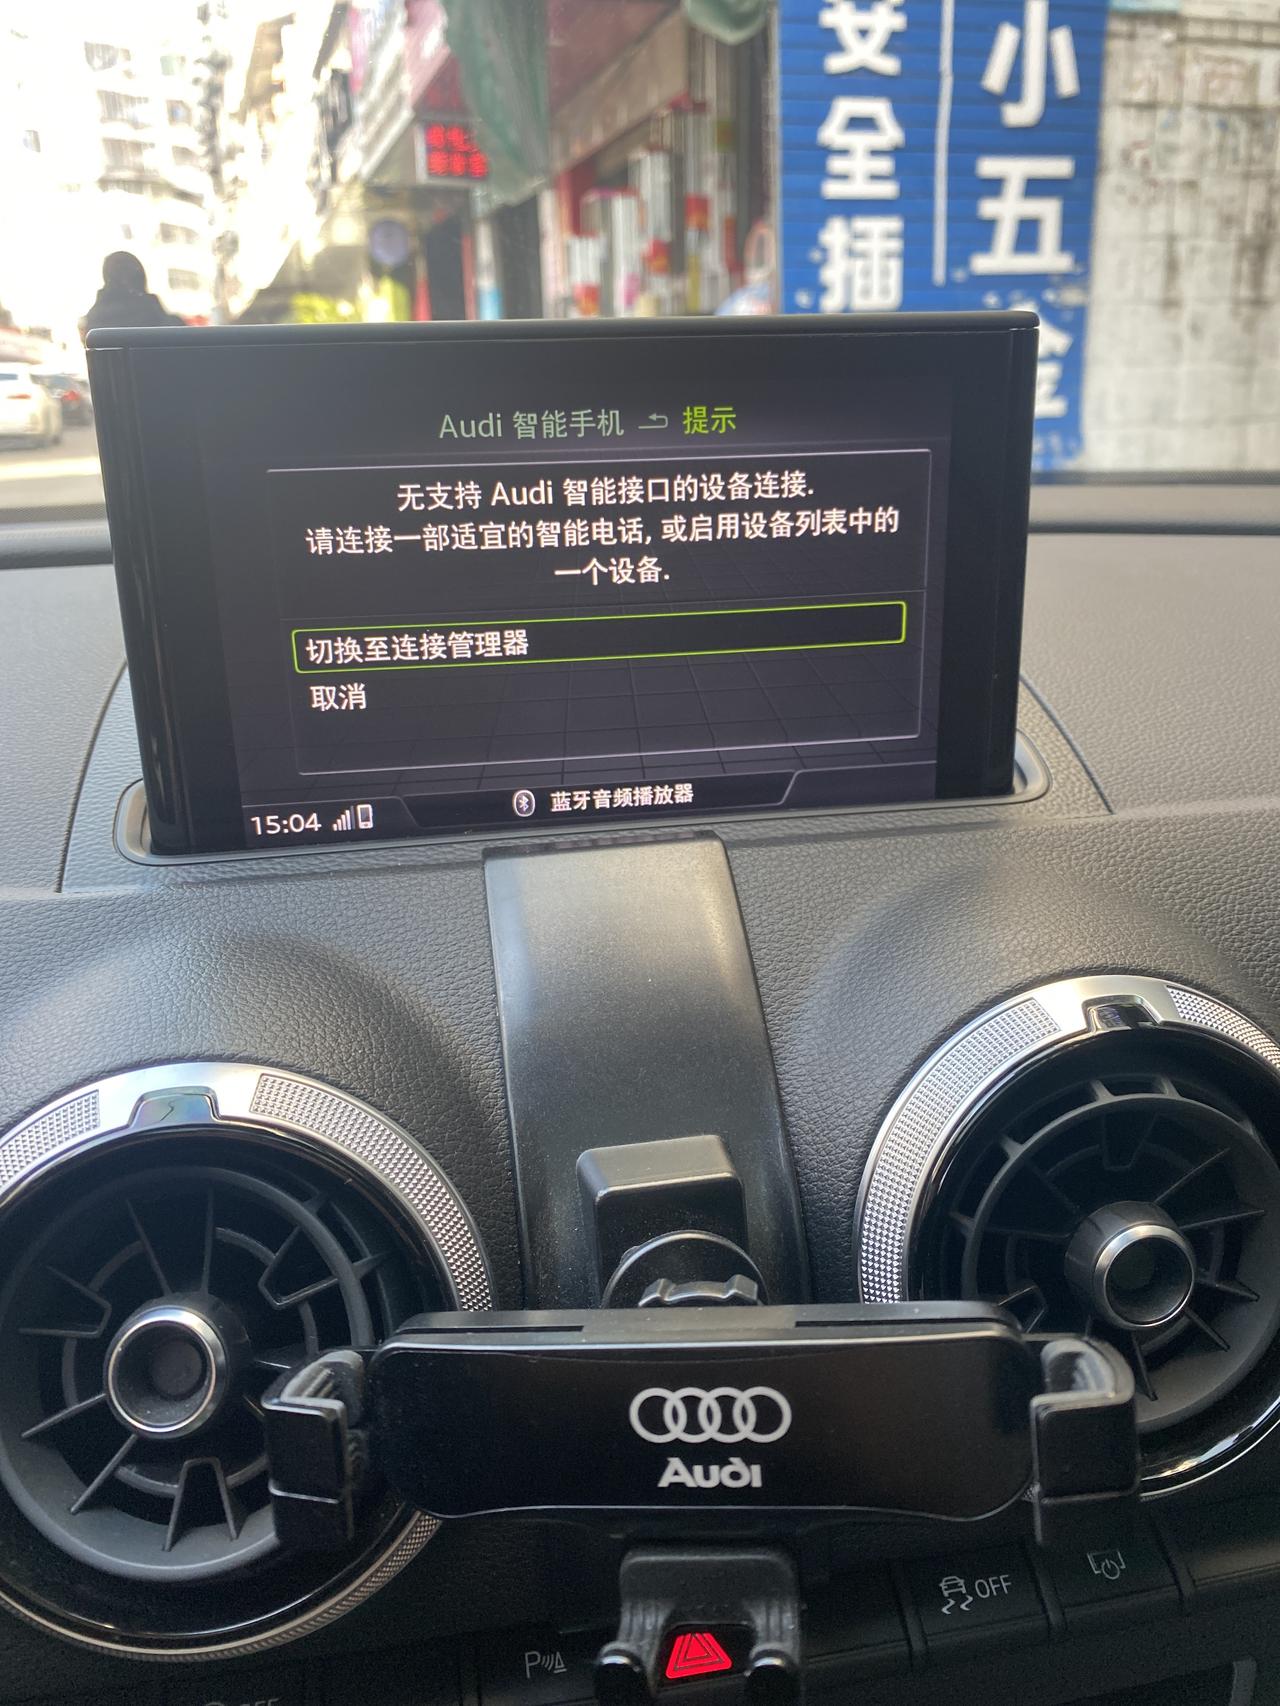 安全插
小五金
Audi 智能手机 提示
无支持 Audi 智能接口的设备连接.
请连接一部适宜的智能电话, 或启用设备列表中的
一个设备.
切换至连接管理器
取消
15:04
蓝牙音频播放器
Audi
OFF
P
OFF